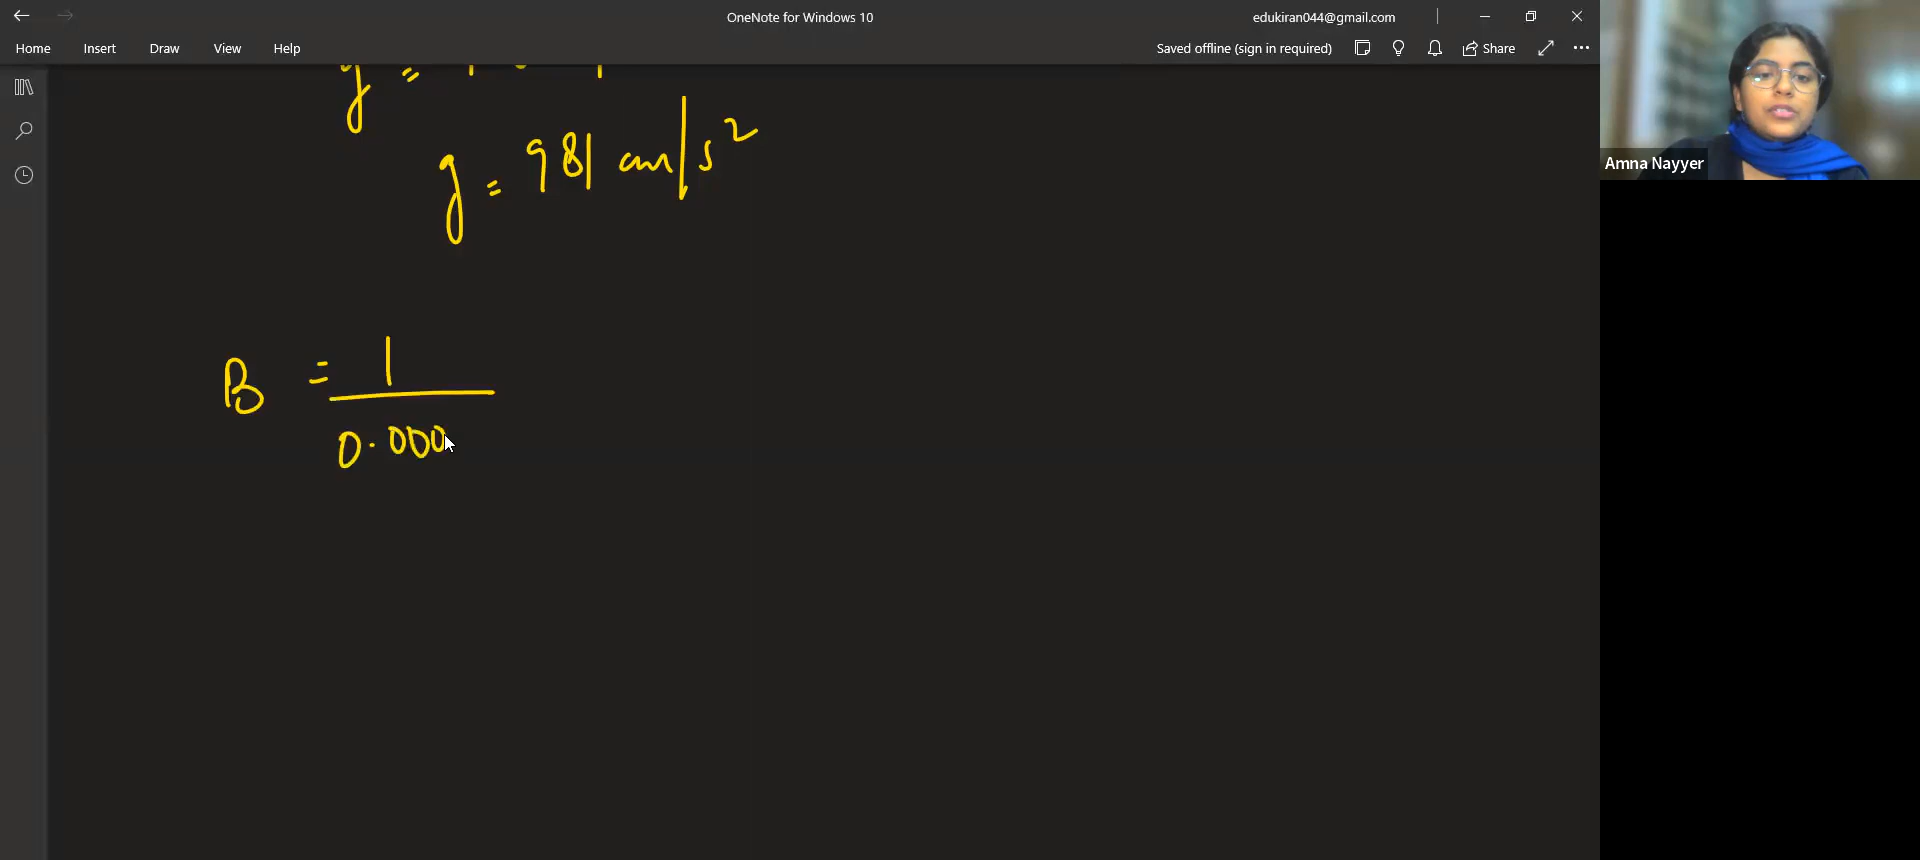 OneNote for Windows 10
edukiran044@gmail.com
Home Insert Draw View Help
Saved offline (sign in required)
Share
g =
g = 981 cm/s²
B = 1
0.000
Amna Nayyer